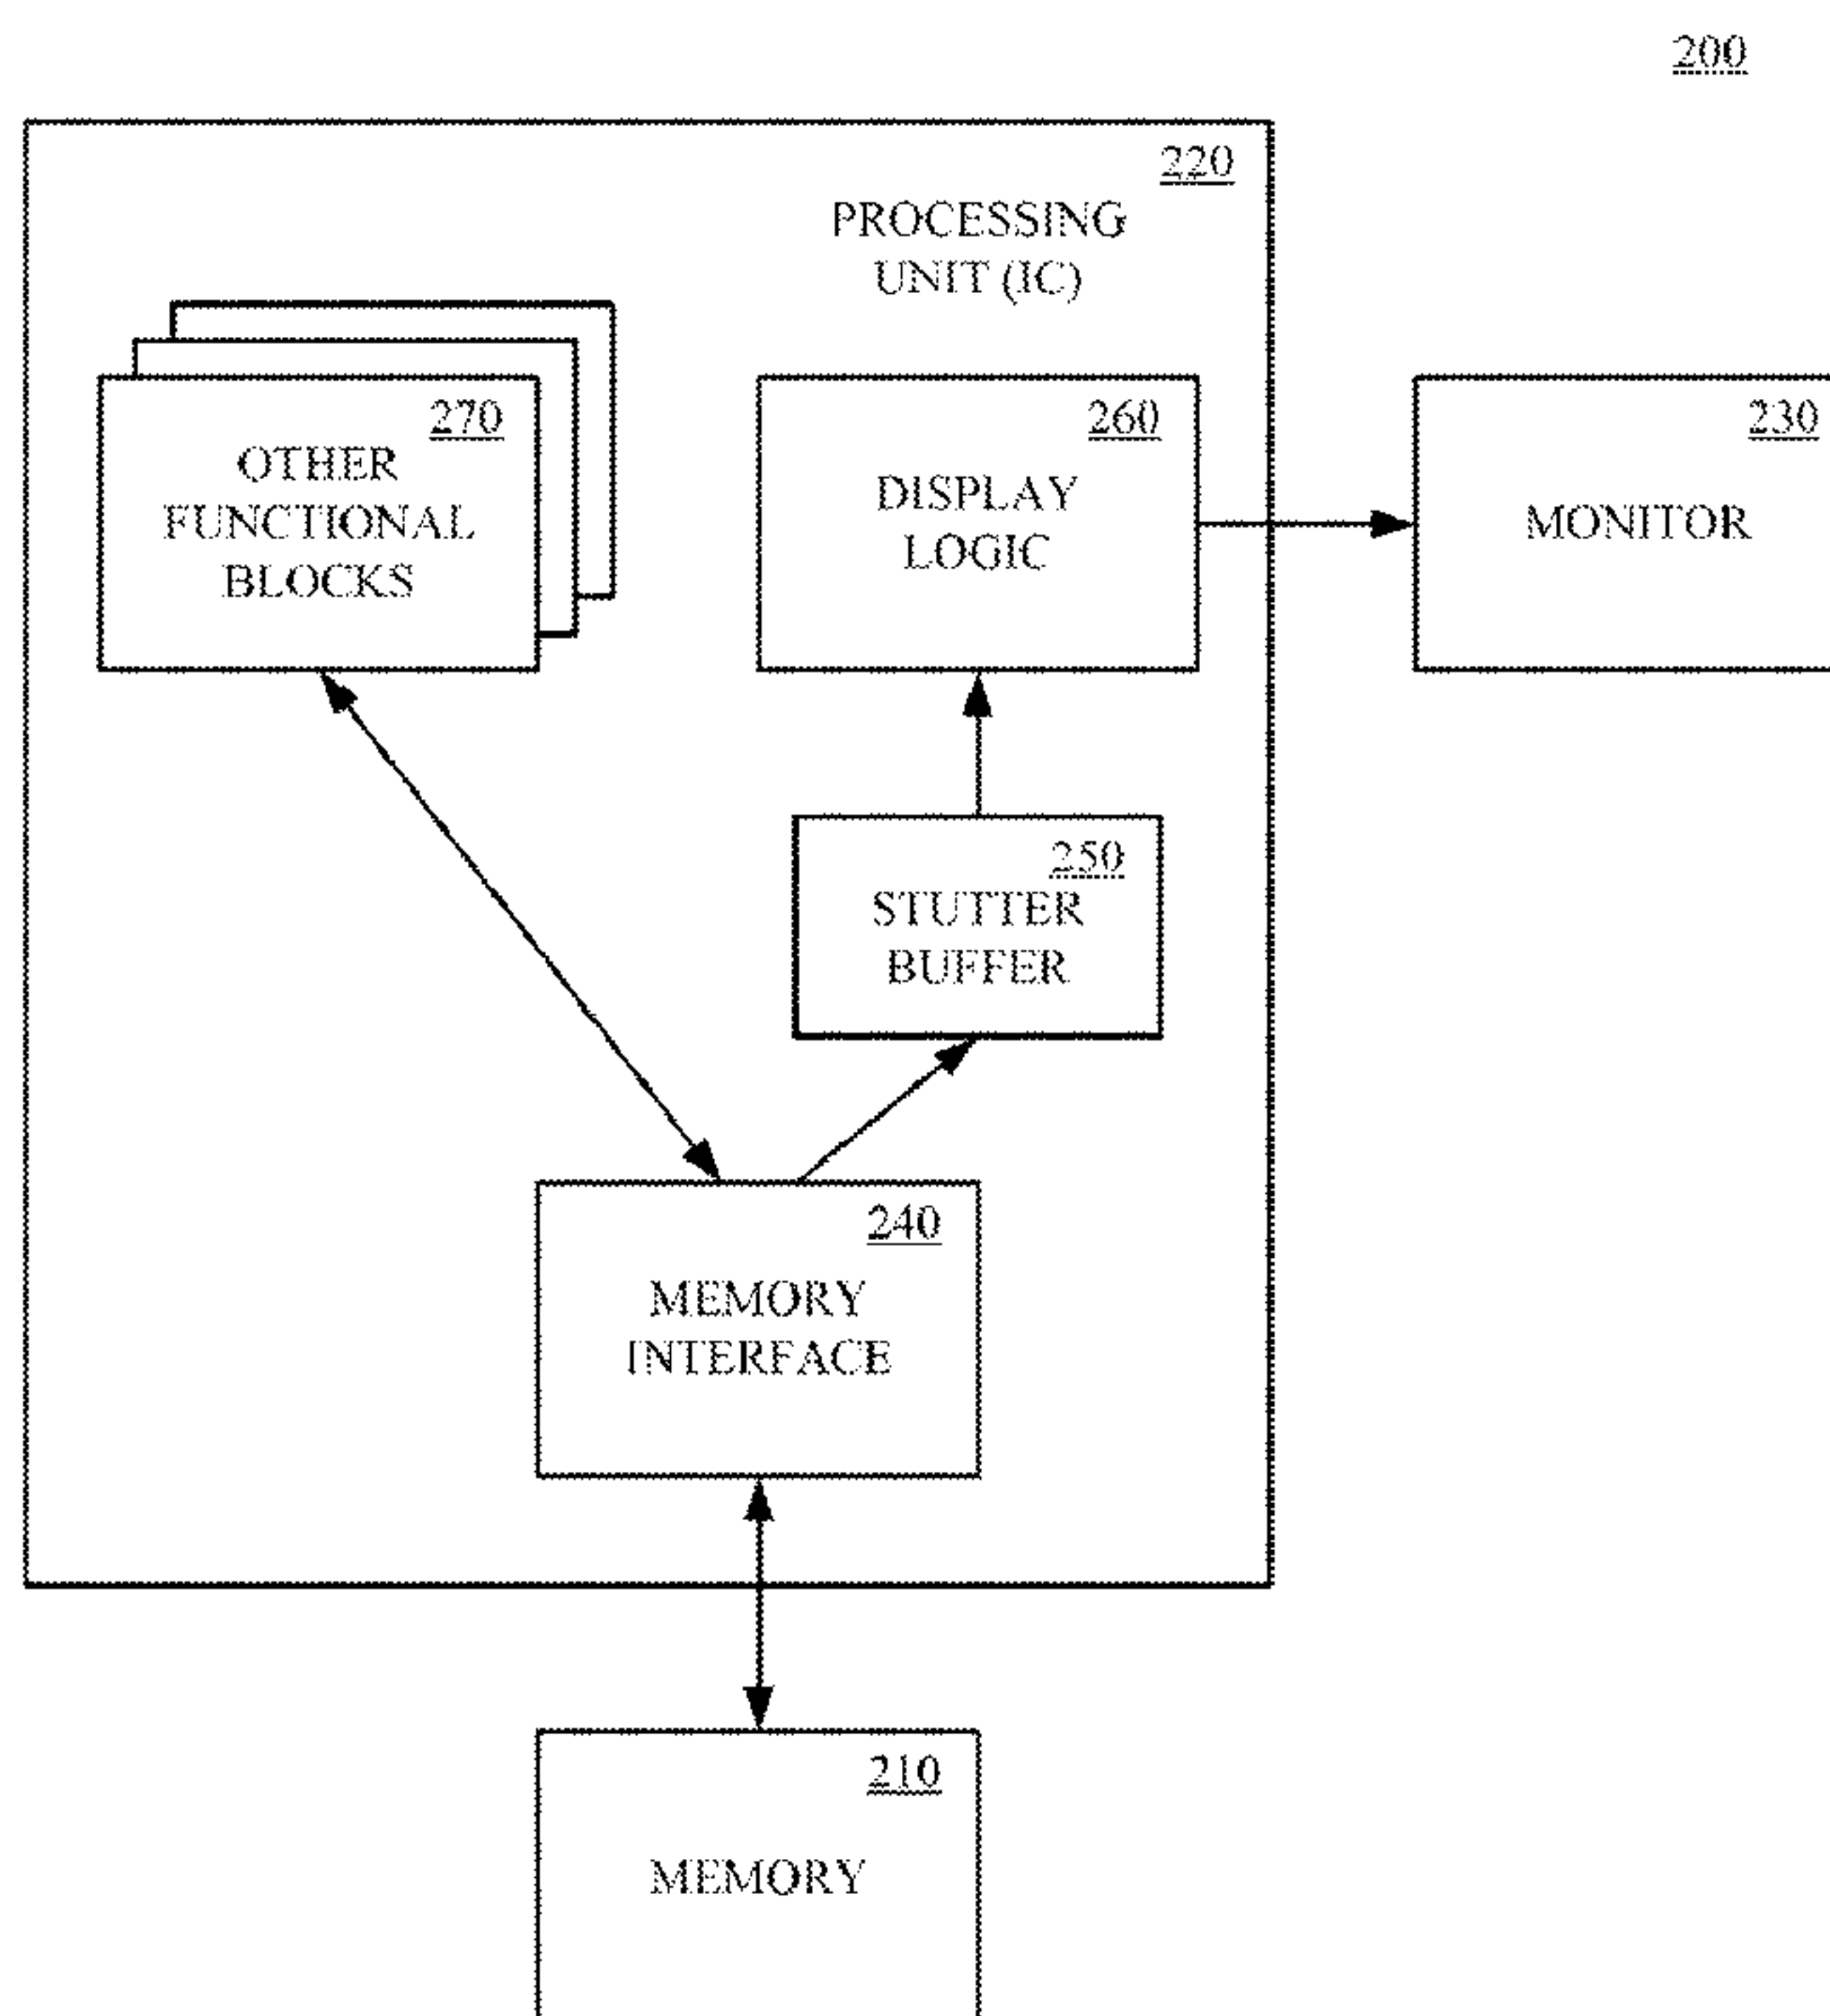 200
220
PROCESSING
UNIT (IC)
270
OTHER
FUNCTIONAL
BLOCKS
260
DISPLAY
LOGIC
230
MONITOR
250
STUTTER
BUFFER
240
MEMORY
INTERFACE
210
MEMORY